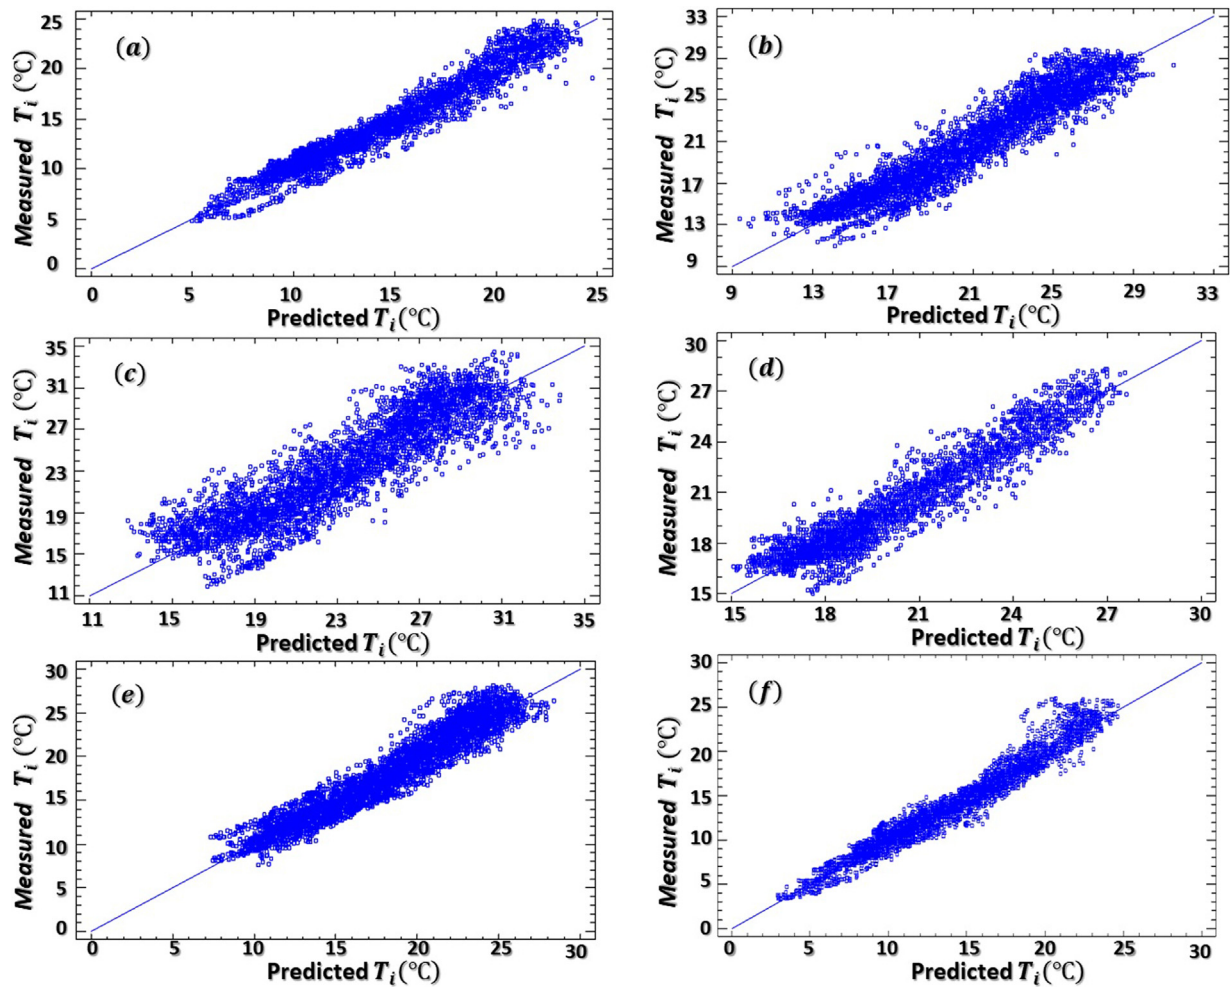 (a)
Measured T_i (°C)
25
20
15
10
5
0
0 5 10 15 20 25
Predicted T_i (°C)
(b)
Measured T_i (°C)
33
29
25
21
17
13
9
9 13 17 21 25 29 33
Predicted T_i (°C)
(c)
Measured T_i (°C)
35
31
27
23
19
15
11
11 15 19 23 27 31 35
Predicted T_i (°C)
(d)
Measured T_i (°C)
30
27
24
21
18
15
15 18 21 24 27 30
Predicted T_i (°C)
(e)
Measured T_i (°C)
30
25
20
15
10
5
0
0 5 10 15 20 25 30
Predicted T_i (°C)
(f)
Measured T_i (°C)
30
25
20
15
10
5
0
0 5 10 15 20 25 30
Predicted T_i (°C)